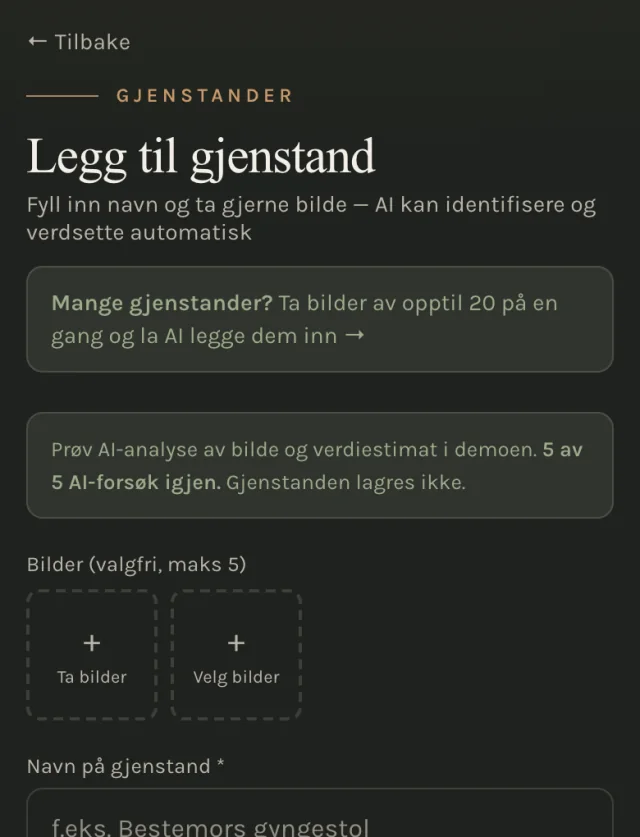 ← Tilbake
GJENSTANDER
Legg til gjenstand
Fyll inn navn og ta gjerne bilde — AI kan identifisere og
verdsette automatisk
Mange gjenstander? Ta bilder av opptil 20 på en
gang og la AI legge dem inn →
Prøv AI-analyse av bilde og verdiestimat i demoen. 5 av
5 AI-forsøk igjen. Gjenstanden lagres ikke.
Bilder (valgfri, maks 5)
+ +
Ta bilder Velg bilder
Navn på gjenstand *
f.eks. Bestemors gyngestol